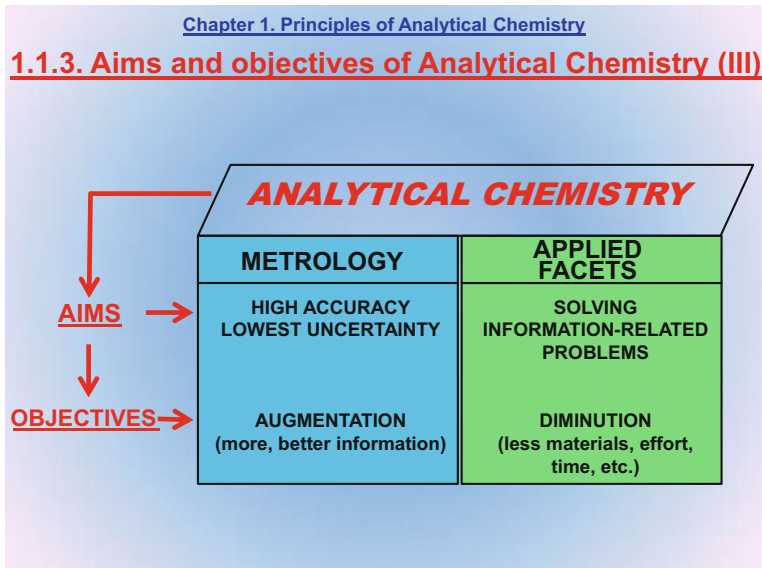 Chapter 1. Principles of Analytical Chemistry
1.1.3. Aims and objectives of Analytical Chemistry (III)
ANALYTICAL CHEMISTRY
METROLOGY
APPLIED
FACETS
AIMS
HIGH ACCURACY
LOWEST UNCERTAINTY
SOLVING
INFORMATION-RELATED
PROBLEMS
OBJECTIVES
AUGMENTATION
(more, better information)
DIMINUTION
(less materials, effort,
time, etc.)